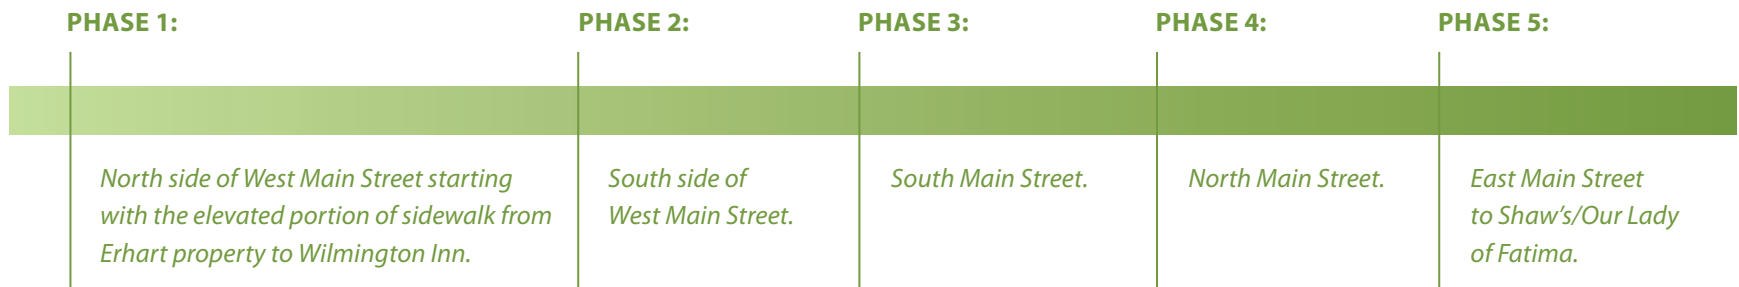 PHASE 1:
North side of West Main Street starting
with the elevated portion of sidewalk from
Erhart property to Wilmington Inn.
PHASE 2:
South side of
West Main Street.
PHASE 3:
South Main Street.
PHASE 4:
North Main Street.
PHASE 5:
East Main Street
to Shaw’s/Our Lady
of Fatima.